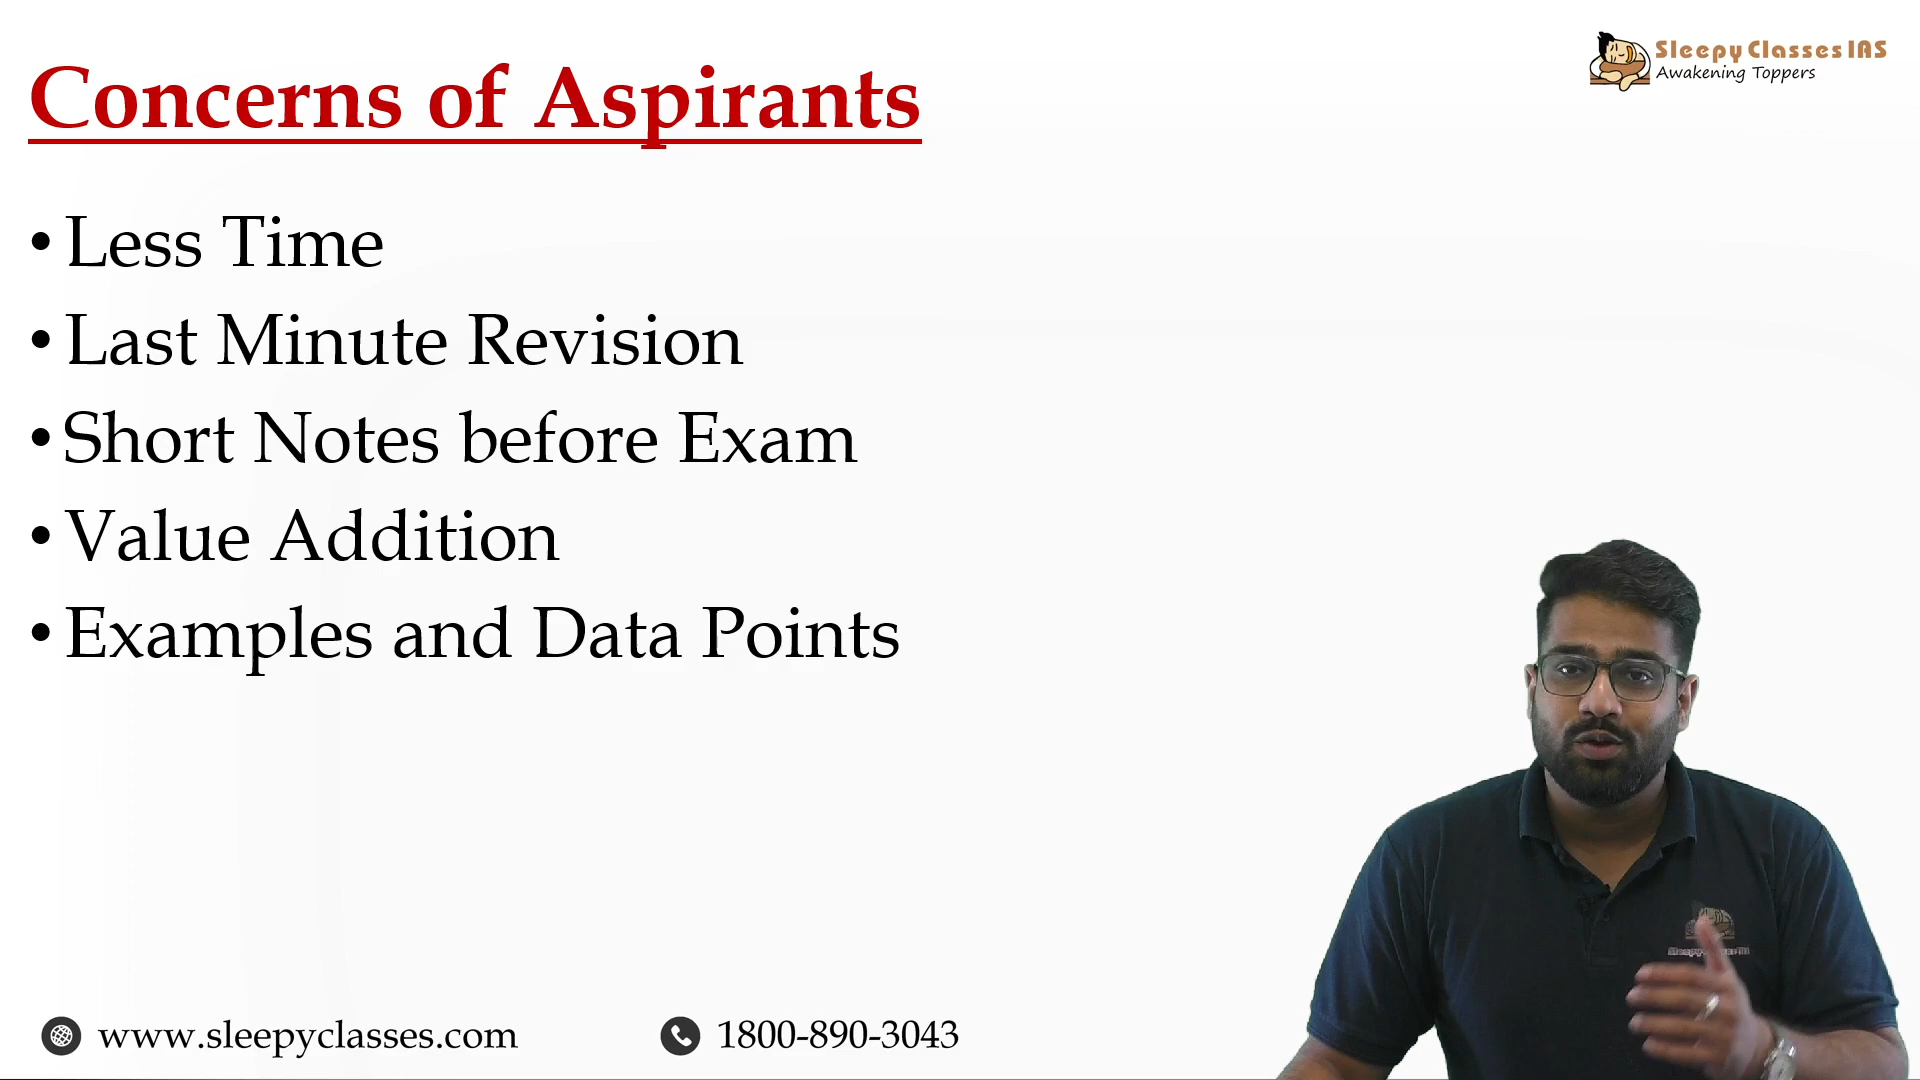 Sleepy Classes IAS
Awakening Toppers
Concerns of Aspirants
• Less Time
• Last Minute Revision
• Short Notes before Exam
• Value Addition
• Examples and Data Points
www.sleepyclasses.com
1800-890-3043